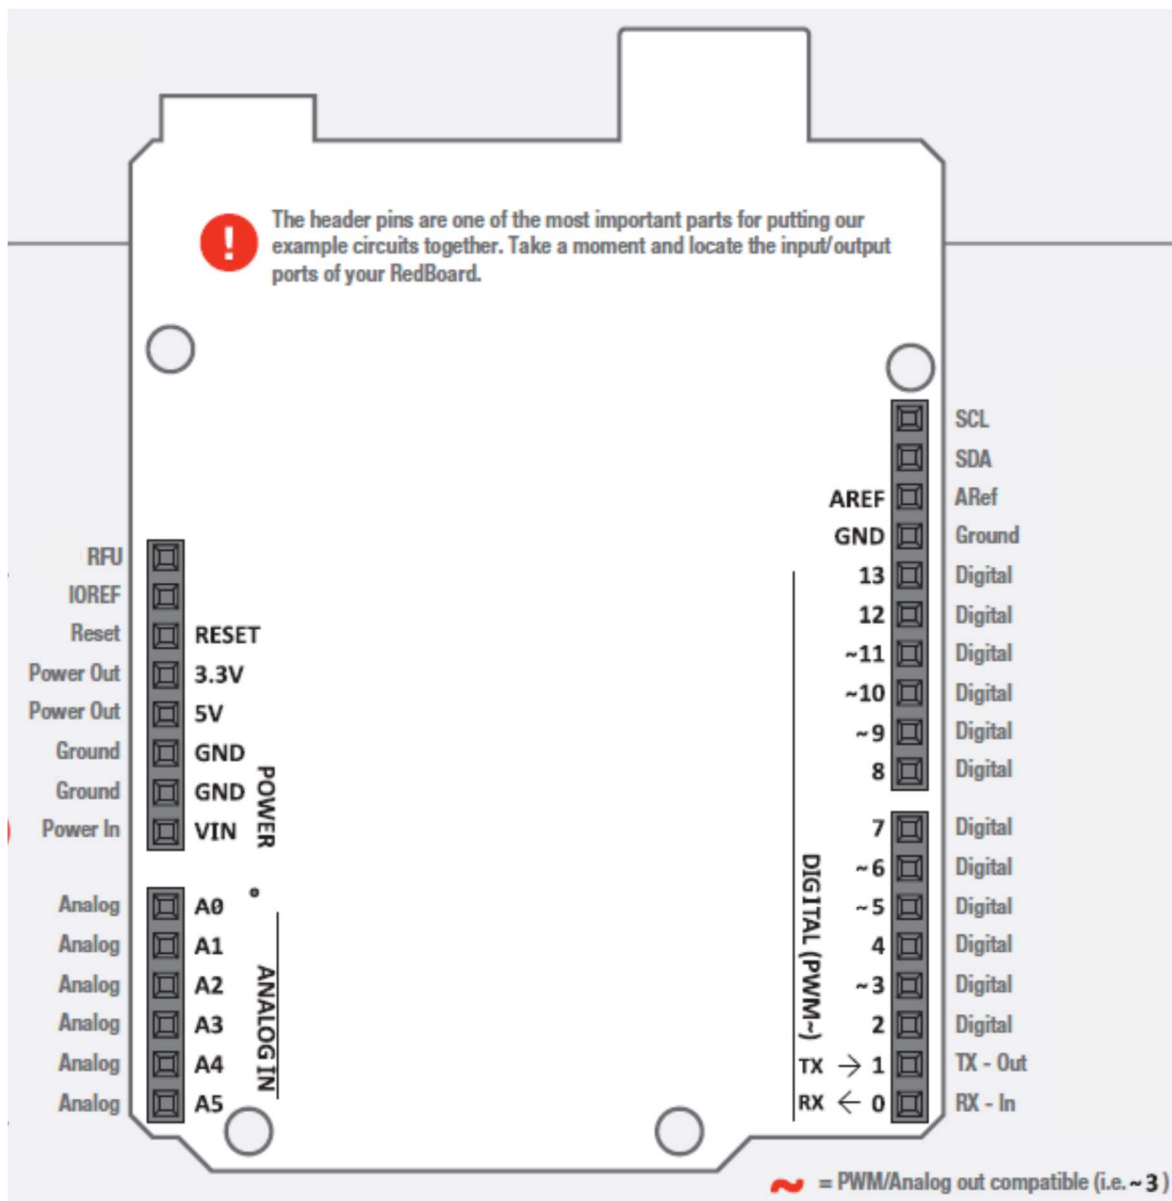 The header pins are one of the most important parts for putting our
example circuits together. Take a moment and locate the input/output
ports of your RedBoard.
RFU
IOREF
Reset RESET
Power Out 3.3V
Power Out 5V
Ground GND
Ground GND
Power In VIN
POWER
Analog A0
Analog A1
Analog A2
Analog A3
Analog A4
Analog A5
ANALOG IN
SCL
SDA
AREF ARef
GND Ground
13 Digital
12 Digital
~11 Digital
~10 Digital
~9 Digital
8 Digital
7 Digital
~6 Digital
~5 Digital
4 Digital
~3 Digital
2 Digital
TX → 1 TX - Out
RX ← 0 RX - In
DIGITAL (PWM~)
~ = PWM/Analog out compatible (i.e. ~3)